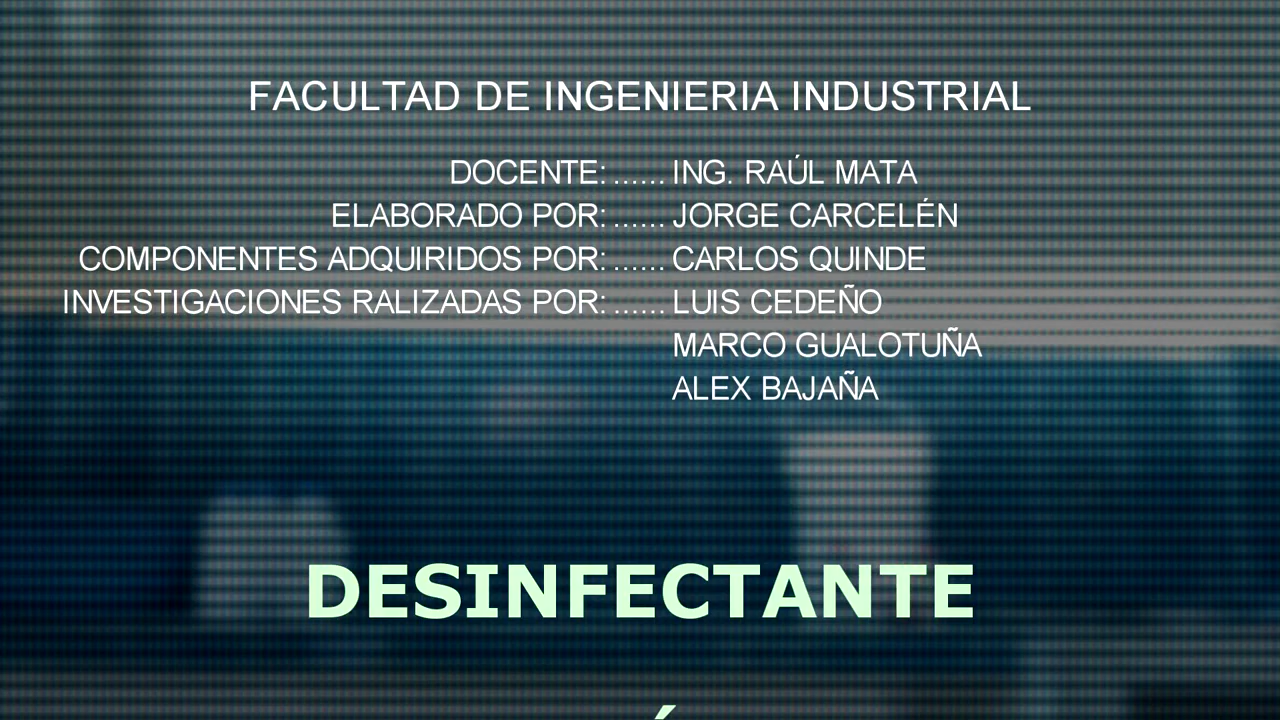 FACULTAD DE INGENIERIA INDUSTRIAL
DOCENTE: ...... ING. RAÚL MATA
ELABORADO POR: ...... JORGE CARCELÉN
COMPONENTES ADQUIRIDOS POR: ...... CARLOS QUINDE
INVESTIGACIONES RALIZADAS POR: ...... LUIS CEDEÑO
MARCO GUALOTUÑA
ALEX BAJAÑA
DESINFECTANTE